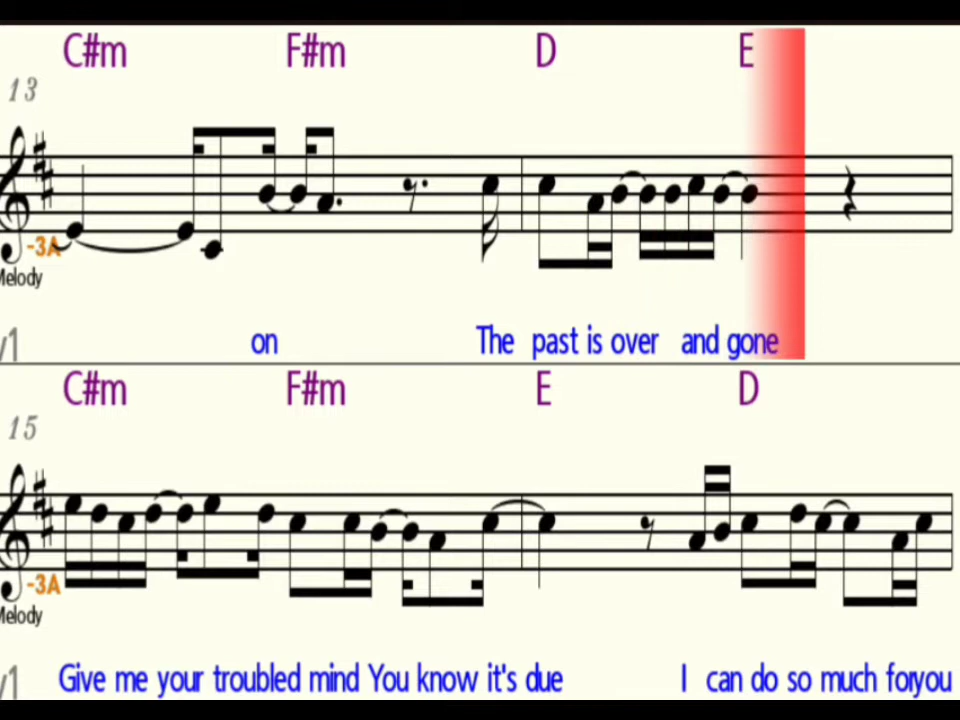 C#m F#m D E
13
-3A
Melody
v1 on The past is over and gone
C#m F#m E D
15
-3A
Melody
v1 Give me your troubled mind You know it's due I can do so much foryou